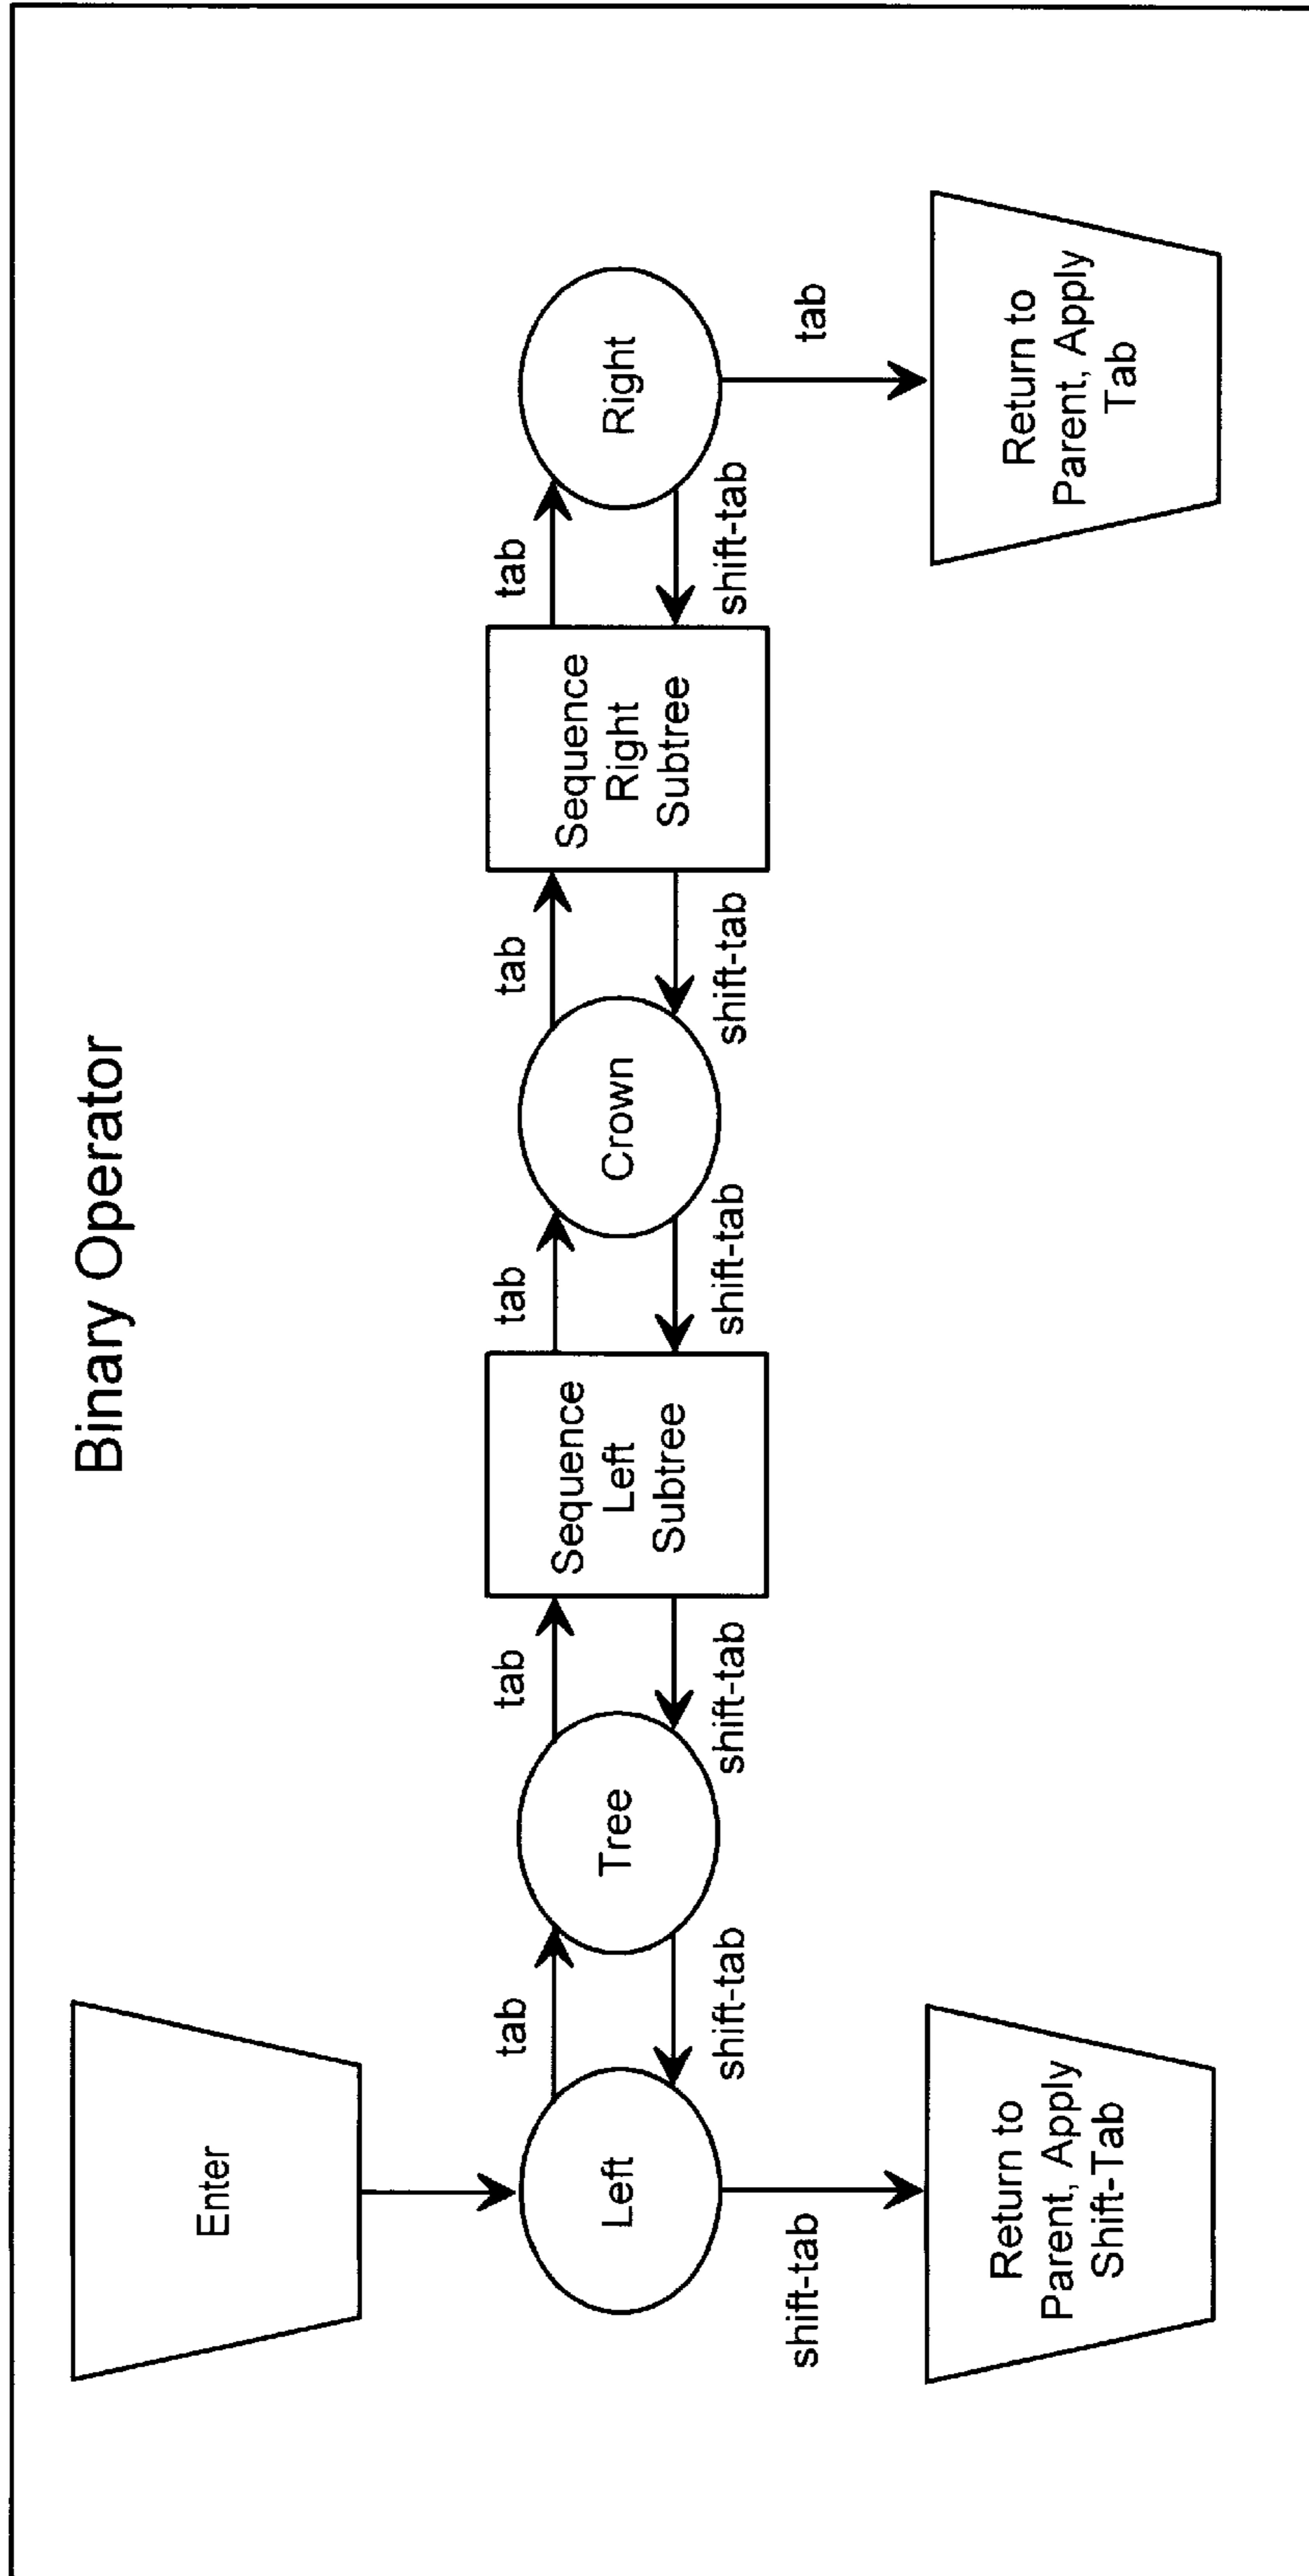 Binary Operator
Enter
Left
tab
shift-tab
Tree
tab
shift-tab
Sequence
Left
Subtree
tab
shift-tab
Crown
tab
shift-tab
Sequence
Right
Subtree
tab
shift-tab
Right
shift-tab
tab
Return to
Parent, Apply
Shift-Tab
Return to
Parent, Apply
Tab